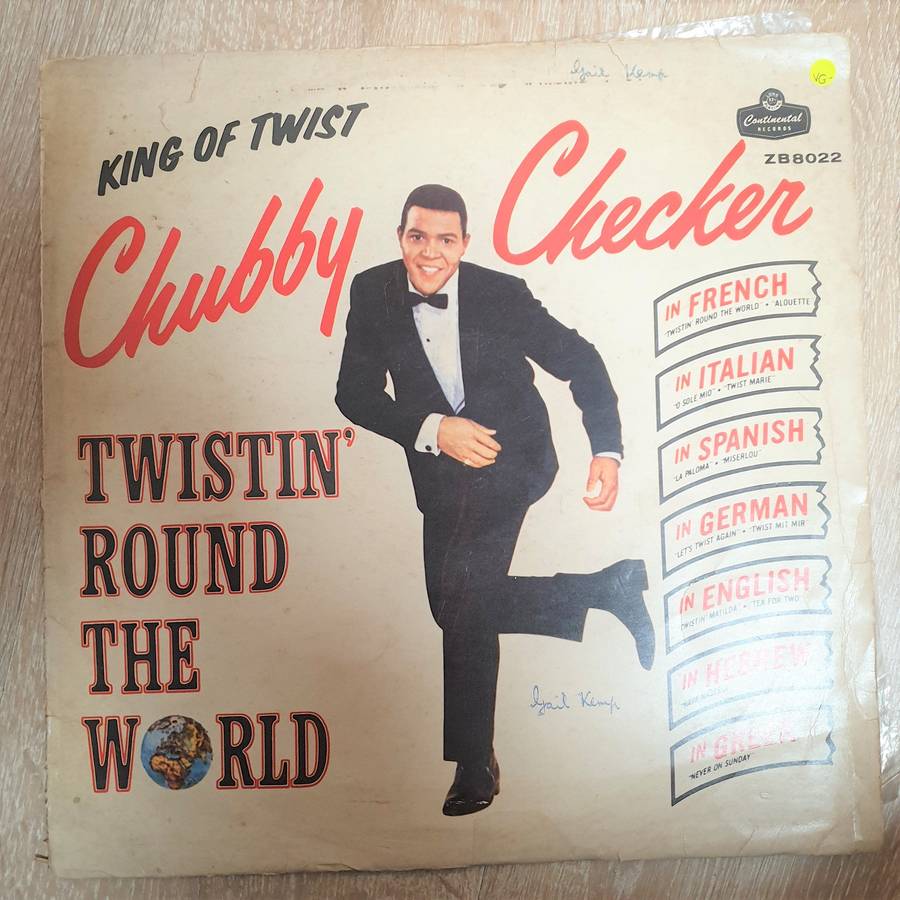 Gail Kemp
VG-
KING OF TWIST
Chubby Checker
Continental
RECORDS
ZB8022
TWISTIN'
ROUND
THE
WORLD
IN FRENCH
"TWISTIN' ROUND THE WORLD" • "ALOUETTE"
IN ITALIAN
"O SOLE MIO" • "TWIST MARIE"
IN SPANISH
"LA PALOMA" • "MISERLOU"
IN GERMAN
"LET'S TWIST AGAIN" • "TWIST MIT MIR"
IN ENGLISH
"TWISTIN' MATILDA" • "TEA FOR TWO"
IN HEBREW
IN GREEK
"NEVER ON SUNDAY"
Gail Kemp